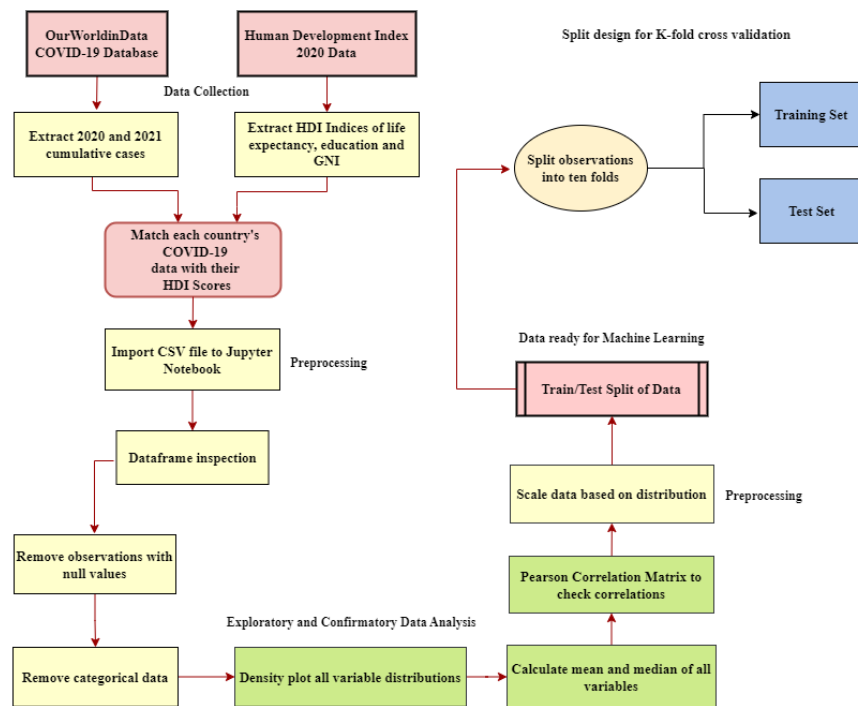 OurWorldinData
COVID-19 Database
Human Development Index
2020 Data
Split design for K-fold cross validation
Data Collection
Extract 2020 and 2021
cumulative cases
Extract HDI Indices of life
expectancy, education and
GNI
Training Set
Split observations
into ten folds
Test Set
Match each country's
COVID-19
data with their
HDI Scores
Import CSV file to Jupyter
Notebook
Preprocessing
Data ready for Machine Learning
Train/Test Split of Data
Dataframe inspection
Scale data based on distribution
Preprocessing
Remove observations with
null values
Pearson Correlation Matrix to
check correlations
Exploratory and Confirmatory Data Analysis
Remove categorical data
Density plot all variable distributions
Calculate mean and median of all
variables